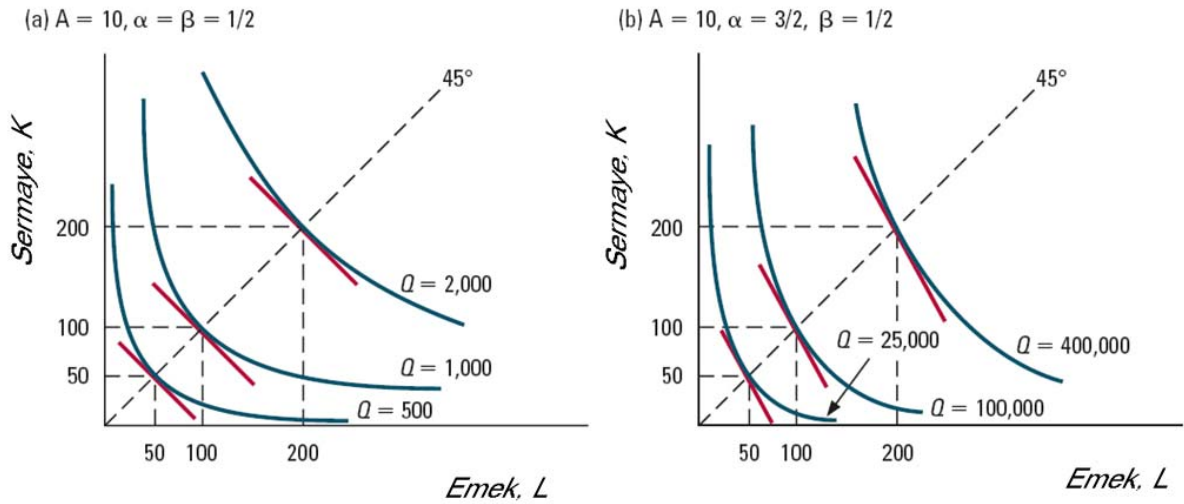 (a) A = 10, α = β = 1/2
Sermaye, K
45°
200
100
50
Q = 2,000
Q = 1,000
Q = 500
50 100 200
Emek, L
(b) A = 10, α = 3/2, β = 1/2
Sermaye, K
45°
200
100
50
Q = 25,000
Q = 400,000
Q = 100,000
50 100 200
Emek, L